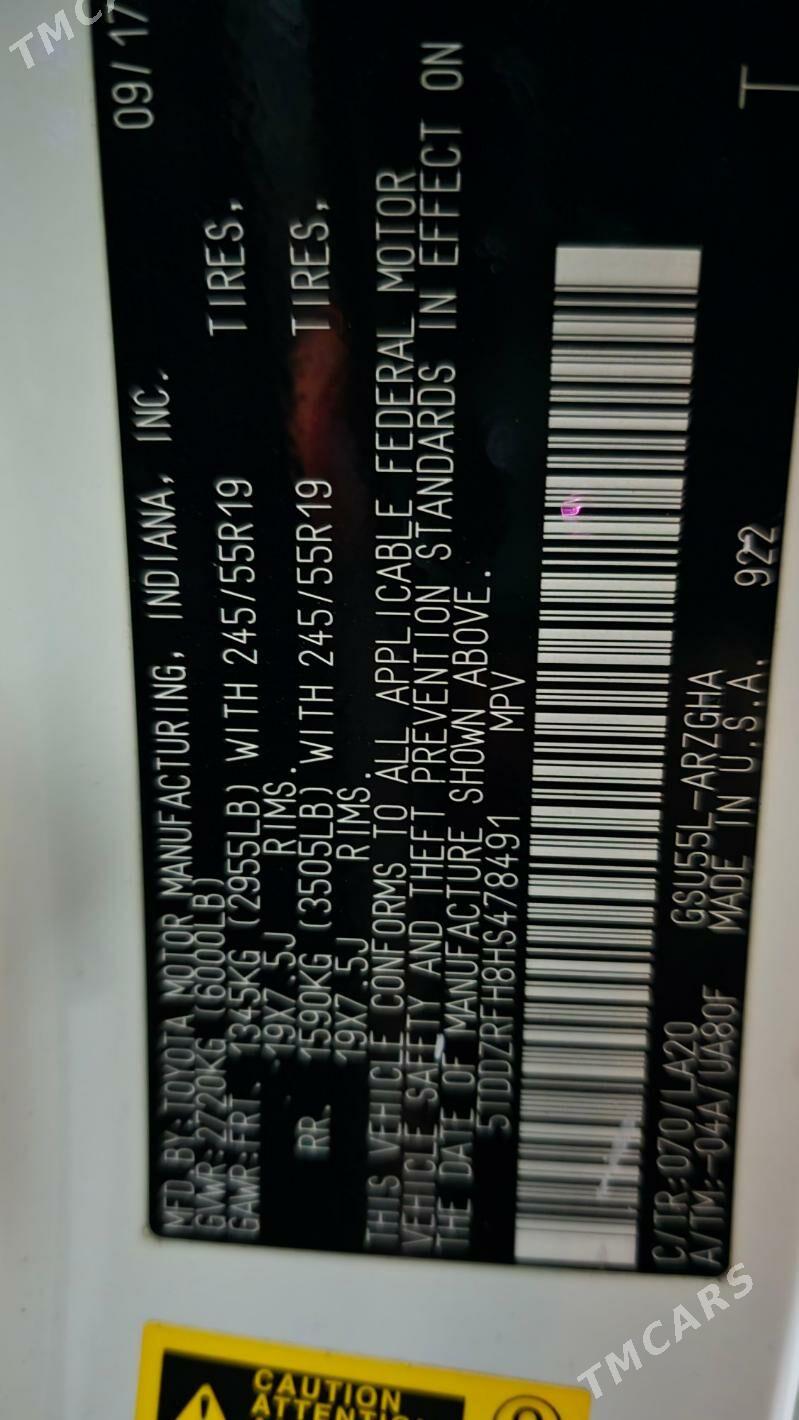 TMCA
09/17
MFD.BY:TOYOTA MOTOR MANUFACTURING, INDIANA, INC.
GVWR:2720KG (6000LB)
GAWR:FRT. 1345KG (2955LB) WITH 245/55R19 TIRES,
19X7.5J RIMS.
RR. 1590KG (3505LB) WITH 245/55R19 TIRES,
19X7.5J RIMS.
THIS VEHICLE CONFORMS TO ALL APPLICABLE FEDERAL MOTOR
VEHICLE SAFETY AND THEFT PREVENTION STANDARDS IN EFFECT ON
THE DATE OF MANUFACTURE SHOWN ABOVE.
5TDDZRFH8HS478491 MPV
T
C/TR:070/LA20 GSU55L-ARZGHA
A/TM:-04A/UA80F MADE IN U.S.A. 922
CAUTION
ATTENTION
TMCARS